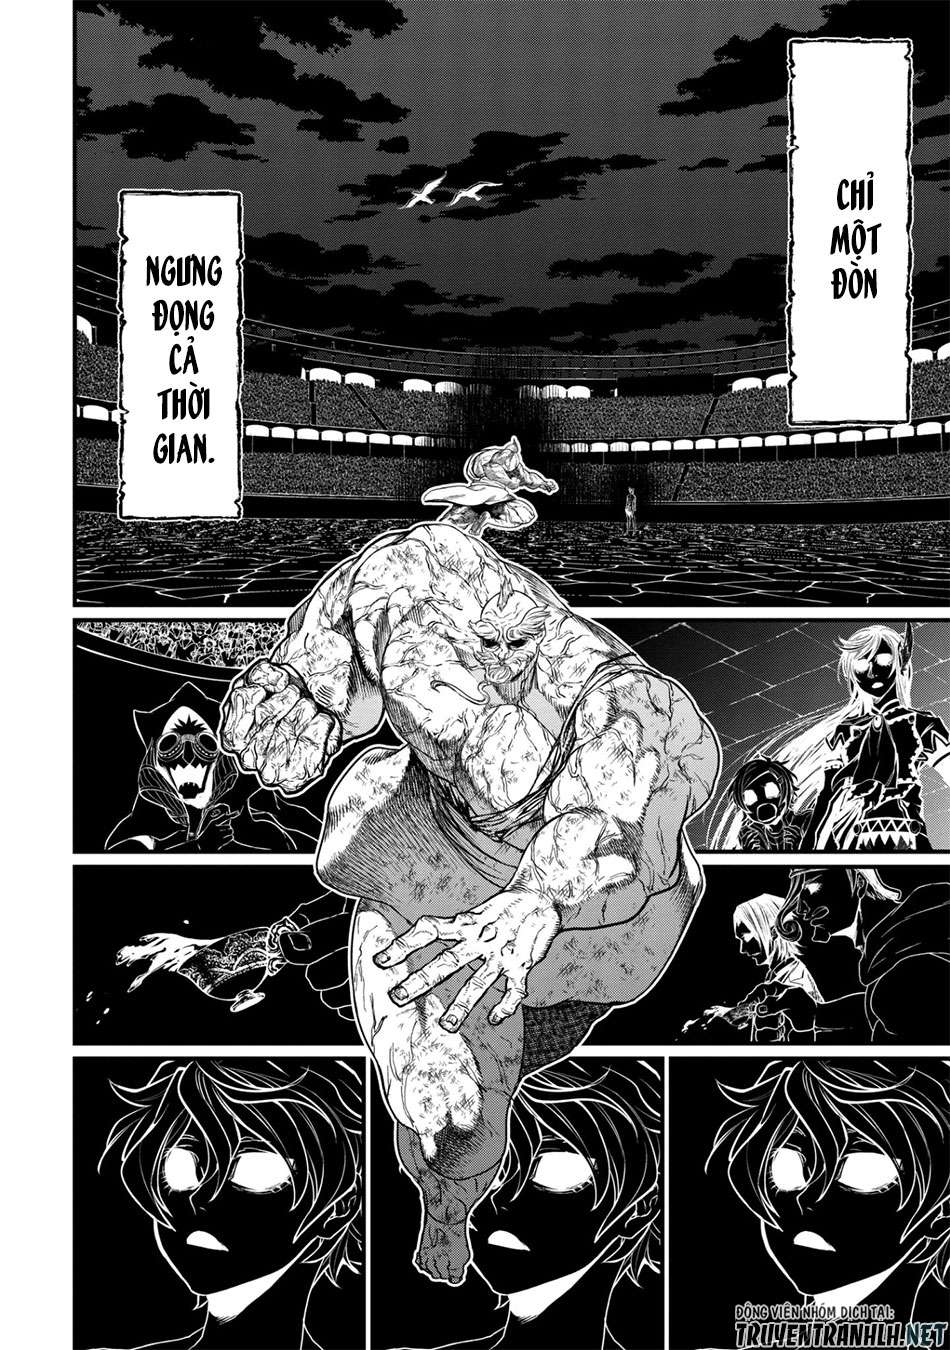 CHỈ
MỘT
ĐÒN
NGƯNG
ĐỌNG
CẢ
THỜI
GIAN.
ĐỘNG VIÊN NHÓM DỊCH TẠI:
TRUYENTRANHLH.NET